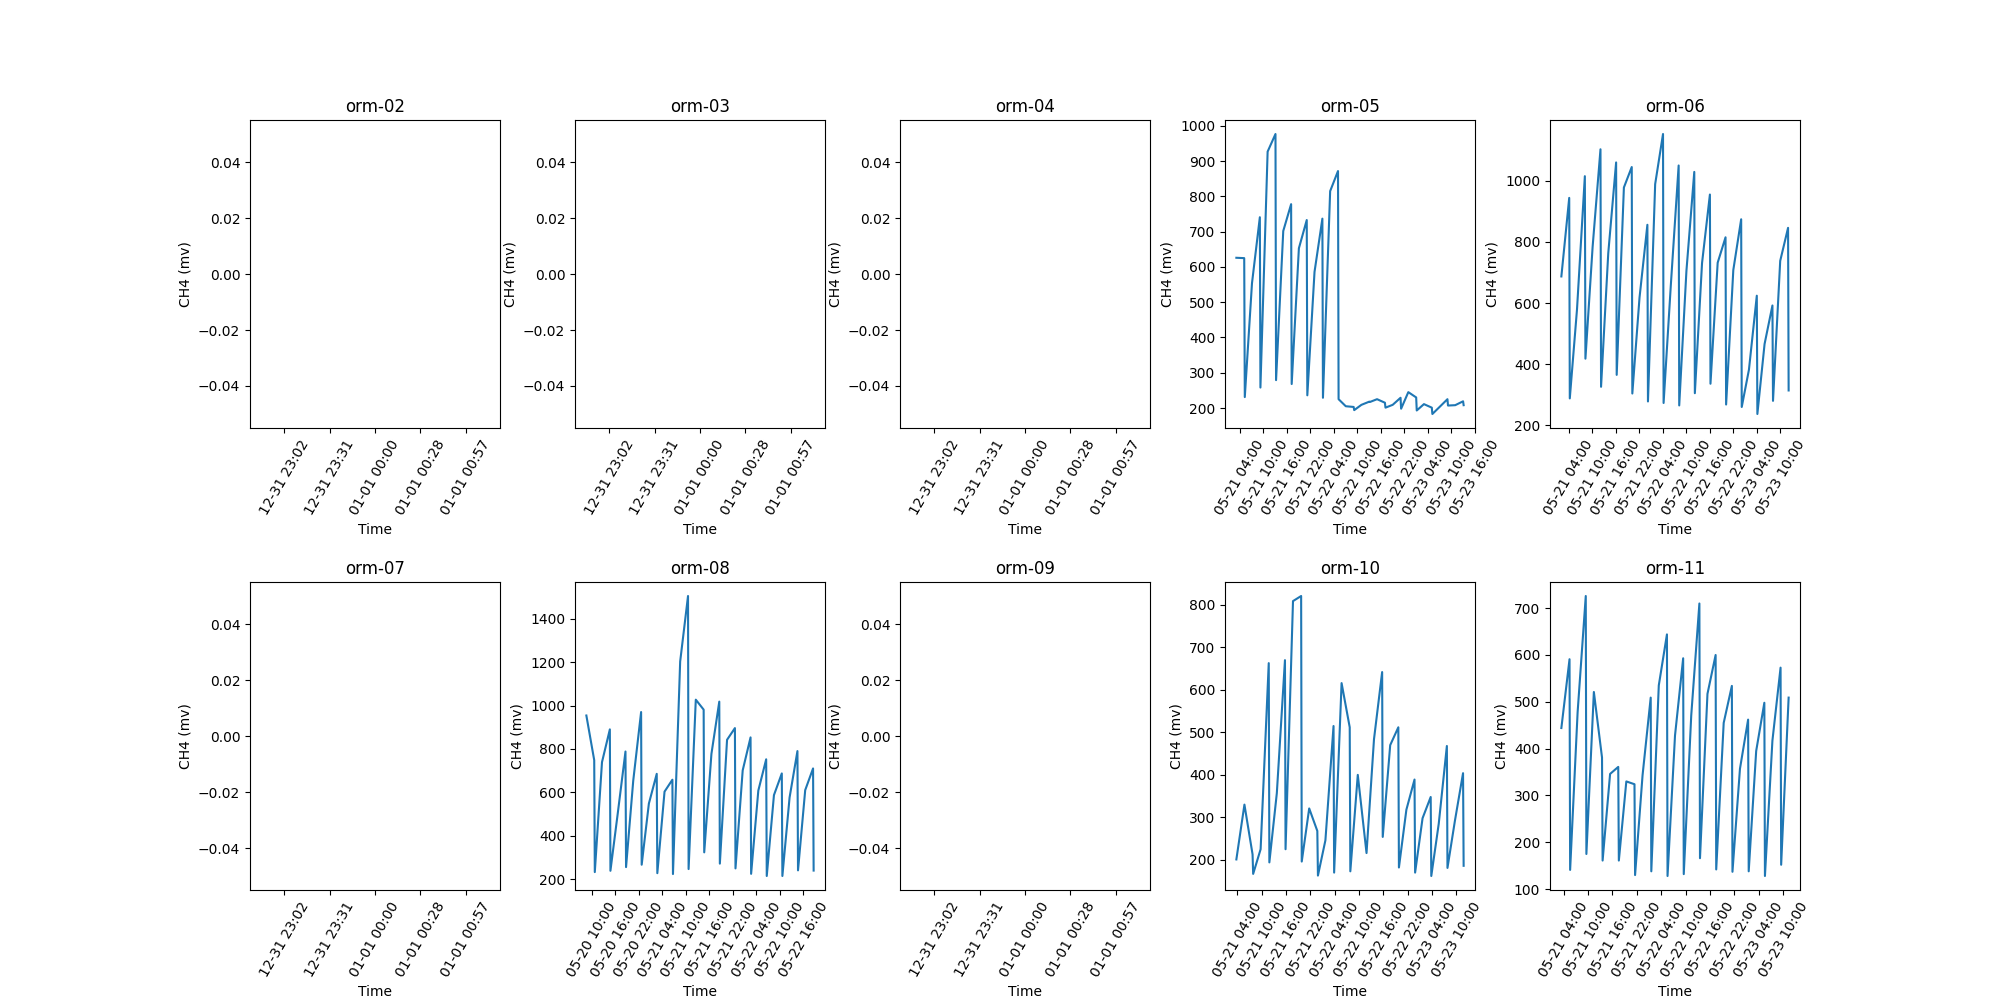 orm-02 orm-03 orm-04 orm-05 orm-06
0.04 0.02 0.00 −0.02 −0.04
CH4 (mv)
12-31 23:02 12-31 23:31 01-01 00:00 01-01 00:28 01-01 00:57
Time
0.04 0.02 0.00 −0.02 −0.04
CH4 (mv)
12-31 23:02 12-31 23:31 01-01 00:00 01-01 00:28 01-01 00:57
Time
0.04 0.02 0.00 −0.02 −0.04
CH4 (mv)
12-31 23:02 12-31 23:31 01-01 00:00 01-01 00:28 01-01 00:57
Time
1000 900 800 700 600 500 400 300 200
CH4 (mv)
05-21 04:00 05-21 10:00 05-21 16:00 05-21 22:00 05-22 04:00 05-22 10:00 05-22 16:00 05-22 22:00 05-23 04:00 05-23 10:00 05-23 16:00
Time
1000 800 600 400 200
CH4 (mv)
05-21 04:00 05-21 10:00 05-21 16:00 05-21 22:00 05-22 04:00 05-22 10:00 05-22 16:00 05-22 22:00 05-23 04:00 05-23 10:00
Time
orm-07 orm-08 orm-09 orm-10 orm-11
0.04 0.02 0.00 −0.02 −0.04
CH4 (mv)
12-31 23:02 12-31 23:31 01-01 00:00 01-01 00:28 01-01 00:57
Time
1400 1200 1000 800 600 400 200
CH4 (mv)
05-20 10:00 05-20 16:00 05-20 22:00 05-21 04:00 05-21 10:00 05-21 16:00 05-21 22:00 05-22 04:00 05-22 10:00 05-22 16:00
Time
0.04 0.02 0.00 −0.02 −0.04
CH4 (mv)
12-31 23:02 12-31 23:31 01-01 00:00 01-01 00:28 01-01 00:57
Time
800 700 600 500 400 300 200
CH4 (mv)
05-21 04:00 05-21 10:00 05-21 16:00 05-21 22:00 05-22 04:00 05-22 10:00 05-22 16:00 05-22 22:00 05-23 04:00 05-23 10:00
Time
700 600 500 400 300 200 100
CH4 (mv)
05-21 04:00 05-21 10:00 05-21 16:00 05-21 22:00 05-22 04:00 05-22 10:00 05-22 16:00 05-22 22:00 05-23 04:00 05-23 10:00
Time